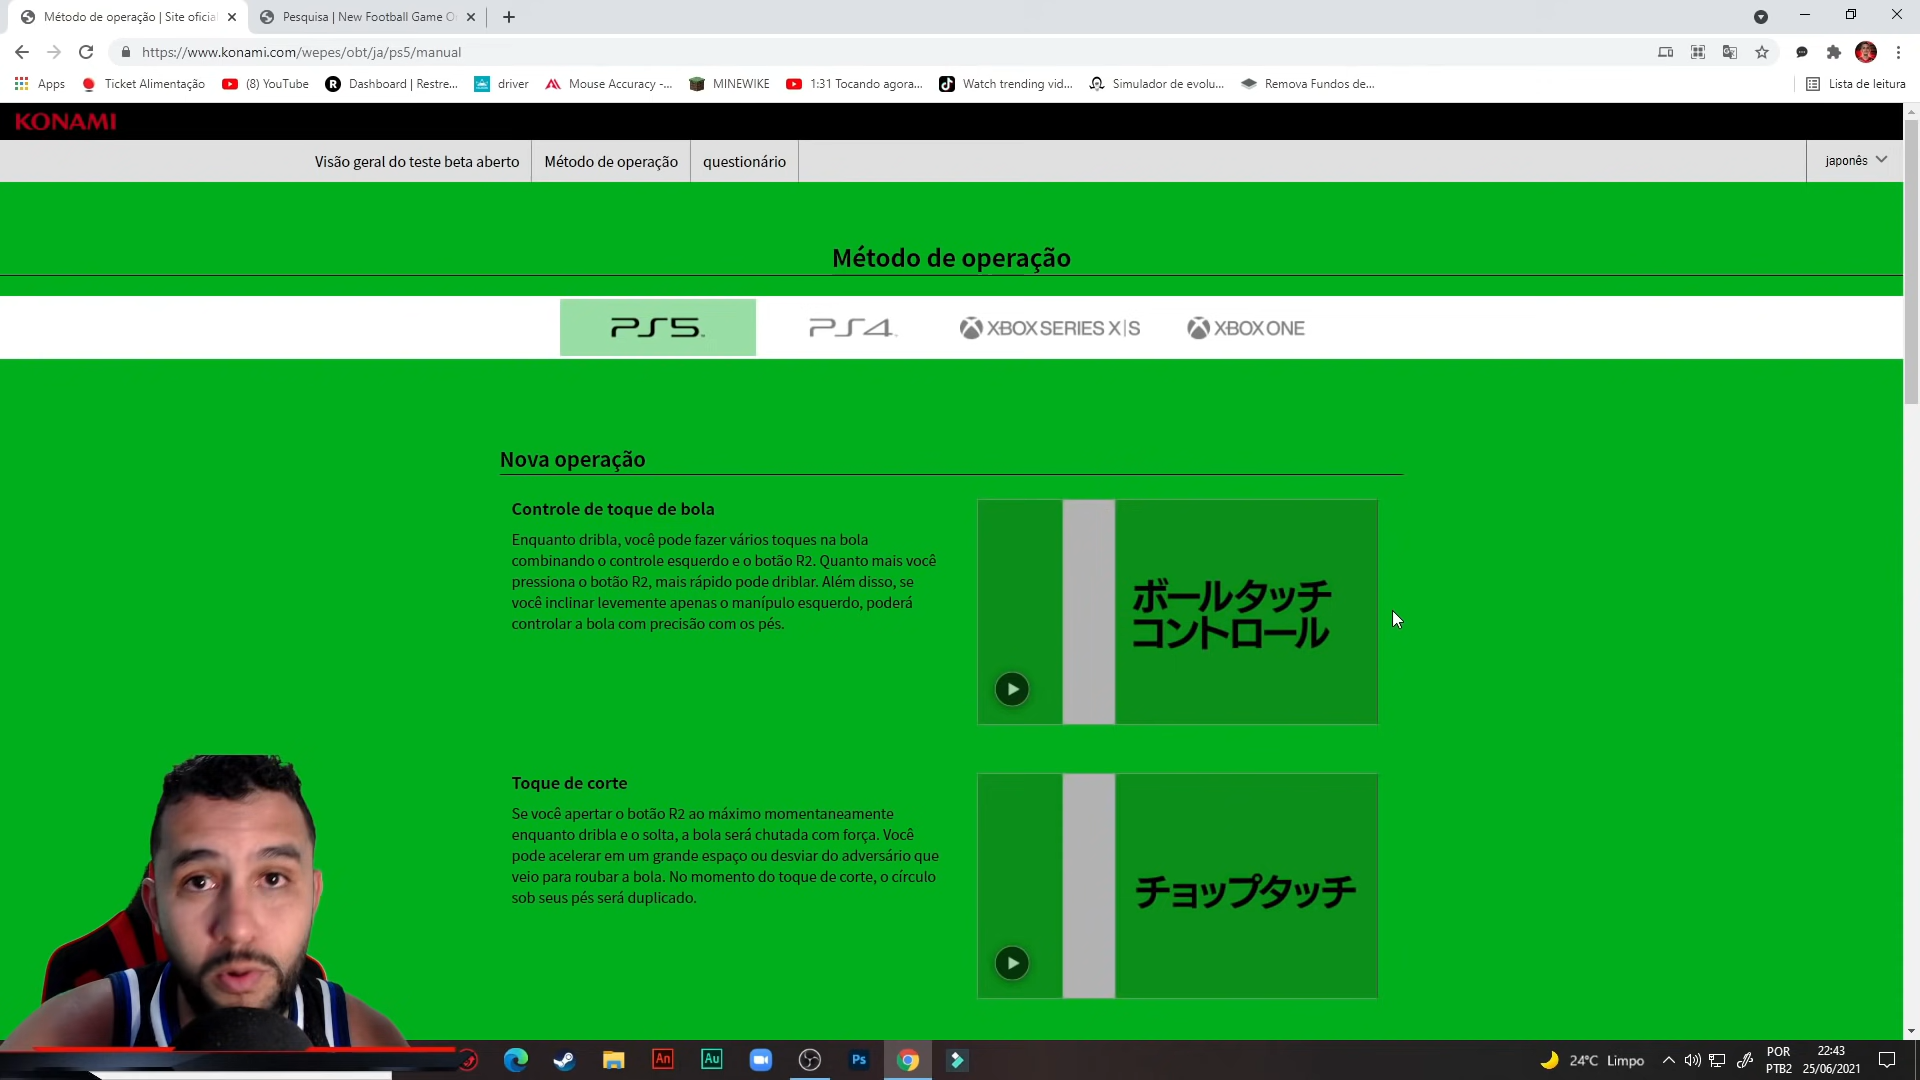 Método de operação | Site oficial
Pesquisa | New Football Game O
https://www.konami.com/wepes/obt/ja/ps5/manual
Apps
Ticket Alimentação
(8) YouTube
Dashboard | Restre...
driver
Mouse Accuracy -...
MINEWIKE
1:31 Tocando agora...
Watch trending vid...
Simulador de evolu...
Remova Fundos de...
Lista de leitura
KONAMI
Visão geral do teste beta aberto
Método de operação
questionário
japonês
Método de operação
PS5
PS4
XBOX SERIES X|S
XBOX ONE
Nova operação
Controle de toque de bola
Enquanto dribla, você pode fazer vários toques na bola
combinando o controle esquerdo e o botão R2. Quanto mais você
pressiona o botão R2, mais rápido pode driblar. Além disso, se
você inclinar levemente apenas o manípulo esquerdo, poderá
controlar a bola com precisão com os pés.
ボールタッチ
コントロール
Toque de corte
Se você apertar o botão R2 ao máximo momentaneamente
enquanto dribla e o solta, a bola será chutada com força. Você
pode acelerar em um grande espaço ou desviar do adversário que
veio para roubar a bola. No momento do toque de corte, o círculo
sob seus pés será duplicado.
チョップタッチ
An
Au
Ps
24°C Limpo
POR
PTB2
22:43
25/06/2021